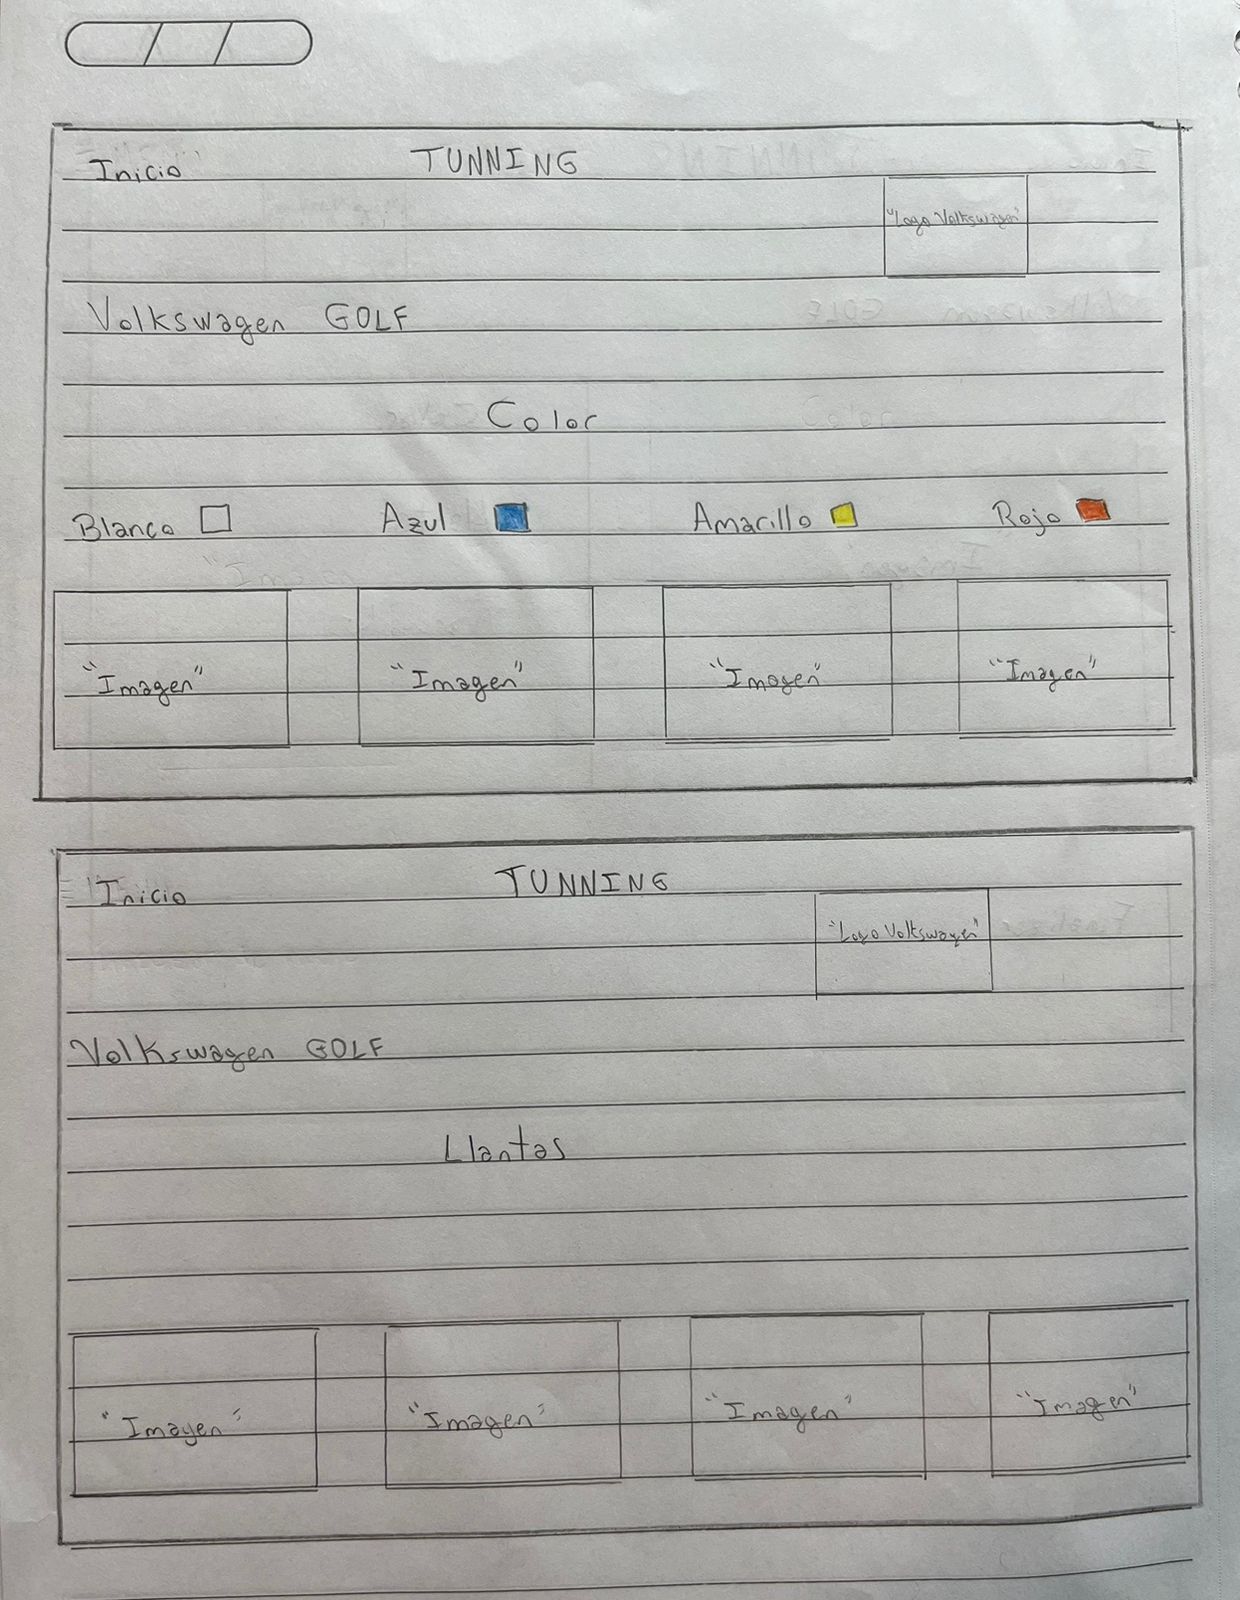 Inicio TUNNING
"Logo Volkswagen"
Volkswagen GOLF
Color
Blanco Azul Amarillo Rojo
"Imagen" "Imagen" "Imagen" "Imagen"
Inicio TUNNING
"Logo Volkswagen"
Volkswagen GOLF
Llantas
"Imagen" "Imagen" "Imagen" "Imagen"